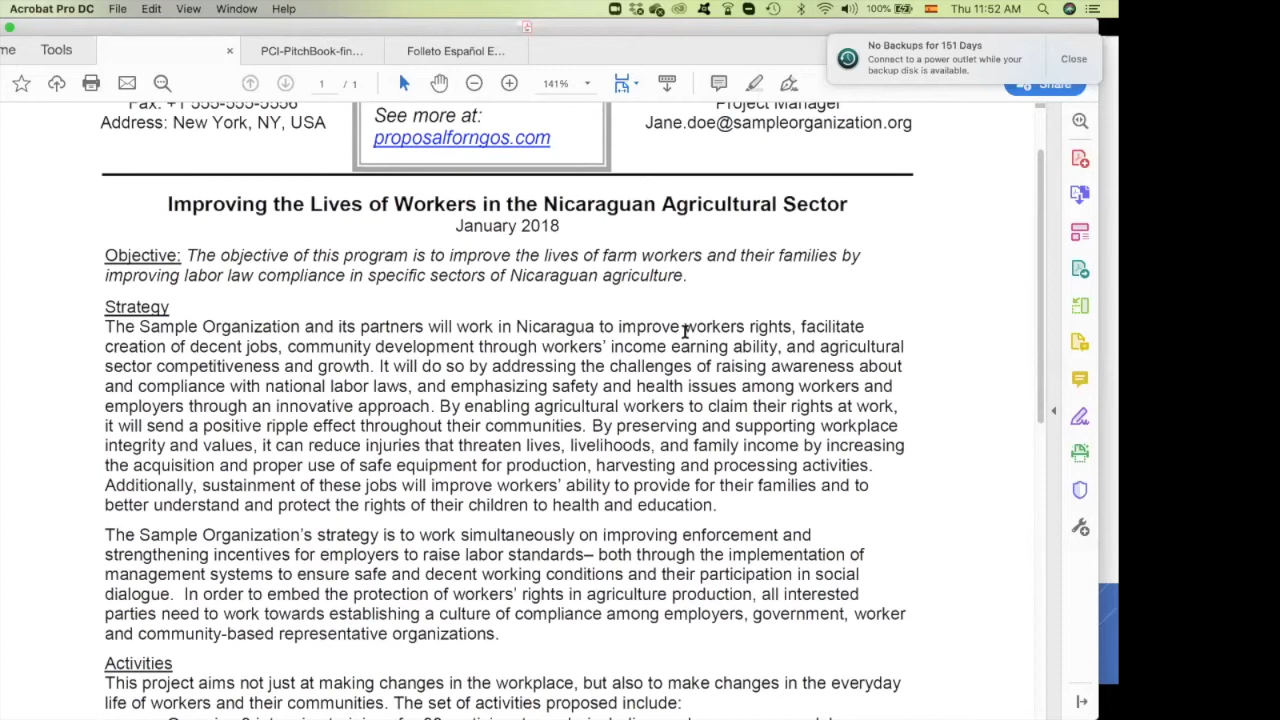 Acrobat Pro DC File Edit View Window Help 100% Thu 11:52 AM
me Tools PCI-PitchBook-fin... Folleto Español E...
No Backups for 151 Days
Connect to a power outlet while your
backup disk is available.
Close
1 / 1 141% Share
Fax: +1 555-555-5556
Address: New York, NY, USA
See more at:
proposalforngos.com
Project Manager
Jane.doe@sampleorganization.org
Improving the Lives of Workers in the Nicaraguan Agricultural Sector
January 2018
Objective: The objective of this program is to improve the lives of farm workers and their families by
improving labor law compliance in specific sectors of Nicaraguan agriculture.
Strategy
The Sample Organization and its partners will work in Nicaragua to improve workers rights, facilitate
creation of decent jobs, community development through workers’ income earning ability, and agricultural
sector competitiveness and growth. It will do so by addressing the challenges of raising awareness about
and compliance with national labor laws, and emphasizing safety and health issues among workers and
employers through an innovative approach. By enabling agricultural workers to claim their rights at work,
it will send a positive ripple effect throughout their communities. By preserving and supporting workplace
integrity and values, it can reduce injuries that threaten lives, livelihoods, and family income by increasing
the acquisition and proper use of safe equipment for production, harvesting and processing activities.
Additionally, sustainment of these jobs will improve workers’ ability to provide for their families and to
better understand and protect the rights of their children to health and education.
The Sample Organization’s strategy is to work simultaneously on improving enforcement and
strengthening incentives for employers to raise labor standards– both through the implementation of
management systems to ensure safe and decent working conditions and their participation in social
dialogue. In order to embed the protection of workers’ rights in agriculture production, all interested
parties need to work towards establishing a culture of compliance among employers, government, worker
and community-based representative organizations.
Activities
This project aims not just at making changes in the workplace, but also to make changes in the everyday
life of workers and their communities. The set of activities proposed include: